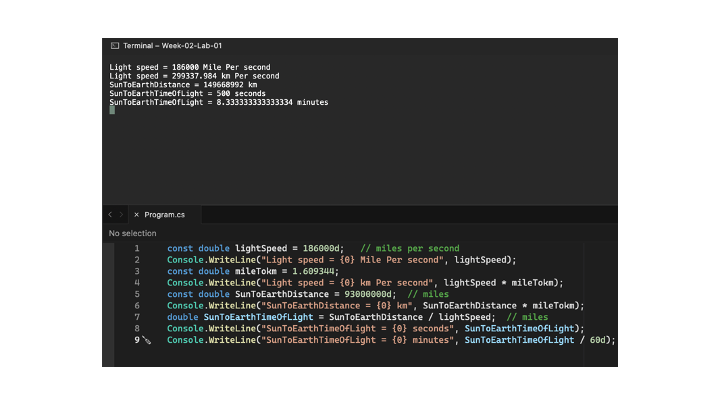 Terminal – Week-02-Lab-01
Light speed = 186000 Mile Per second
Light speed = 299337.984 km Per second
SunToEarthDistance = 149668992 km
SunToEarthTimeOfLight = 500 seconds
SunToEarthTimeOfLight = 8.333333333333334 minutes
Program.cs
No selection
1 const double lightSpeed = 186000d; // miles per second
2 Console.WriteLine("Light speed = {0} Mile Per second", lightSpeed);
3 const double mileTokm = 1.609344;
4 Console.WriteLine("Light speed = {0} km Per second", lightSpeed * mileTokm);
5 const double SunToEarthDistance = 93000000d; // miles
6 Console.WriteLine("SunToEarthDistance = {0} km", SunToEarthDistance * mileTokm);
7 double SunToEarthTimeOfLight = SunToEarthDistance / lightSpeed; // miles
8 Console.WriteLine("SunToEarthTimeOfLight = {0} seconds", SunToEarthTimeOfLight);
9 Console.WriteLine("SunToEarthTimeOfLight = {0} minutes", SunToEarthTimeOfLight / 60d);